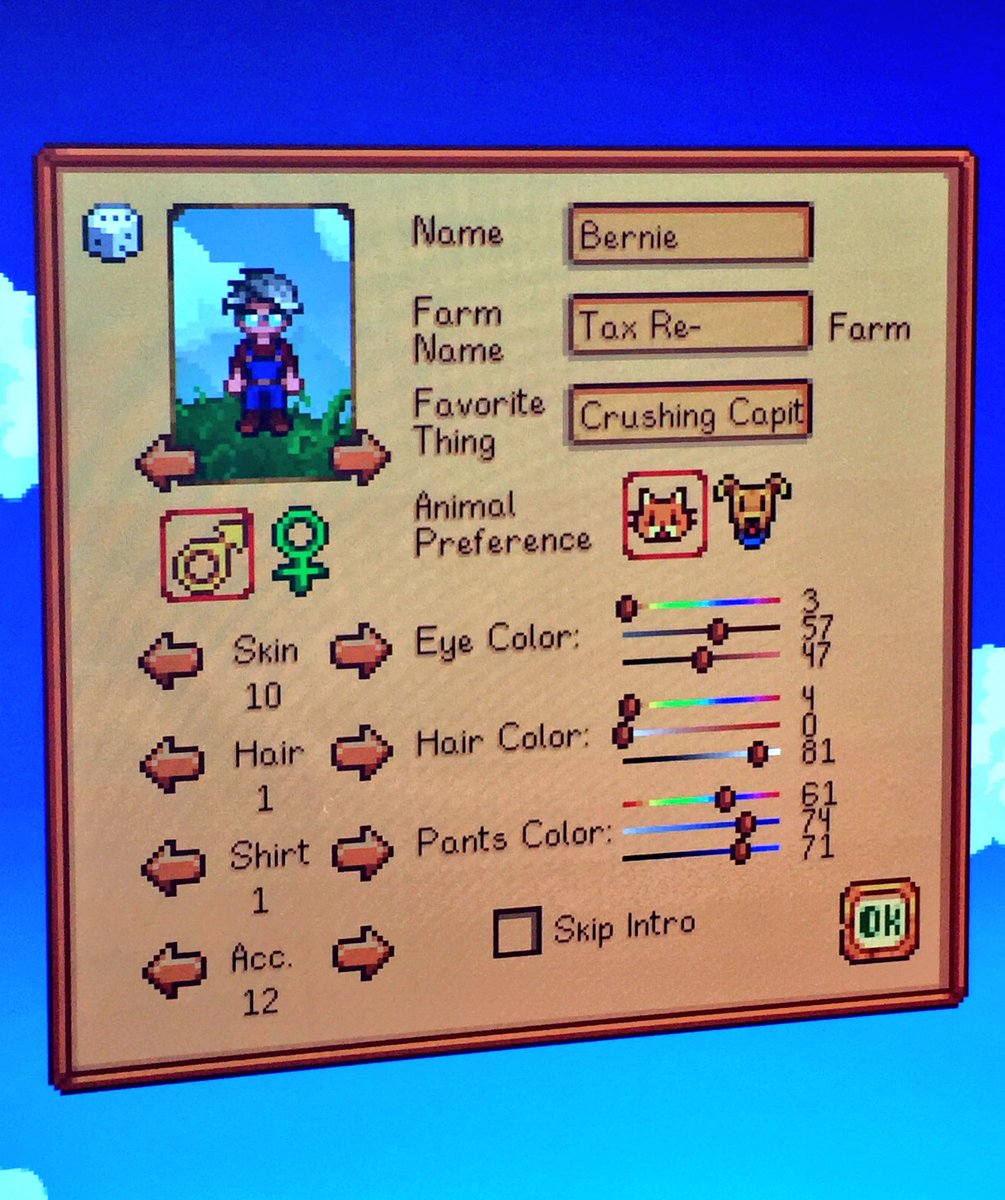 Name
Bernie
Farm
Name
Tax Re-
Farm
Favorite
Thing
Crushing Capit
Animal
Preference
Skin
10
Eye Color:
3
57
47
Hair
1
Hair Color:
4
0
81
Shirt
1
Pants Color:
61
74
71
Acc.
12
Skip Intro
OK